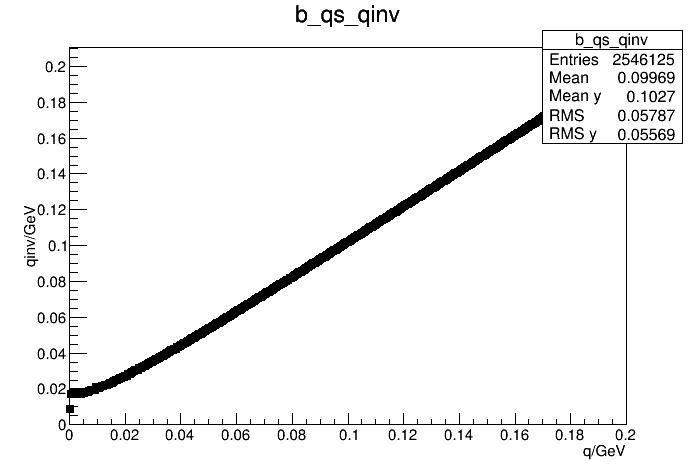 b_qs_qinv
b_qs_qinv
Entries 2546125
Mean 0.09969
Mean y 0.1027
RMS 0.05787
RMS y 0.05569
qinv/GeV
0.2
0.18
0.16
0.14
0.12
0.1
0.08
0.06
0.04
0.02
0
0 0.02 0.04 0.06 0.08 0.1 0.12 0.14 0.16 0.18 0.2
q/GeV